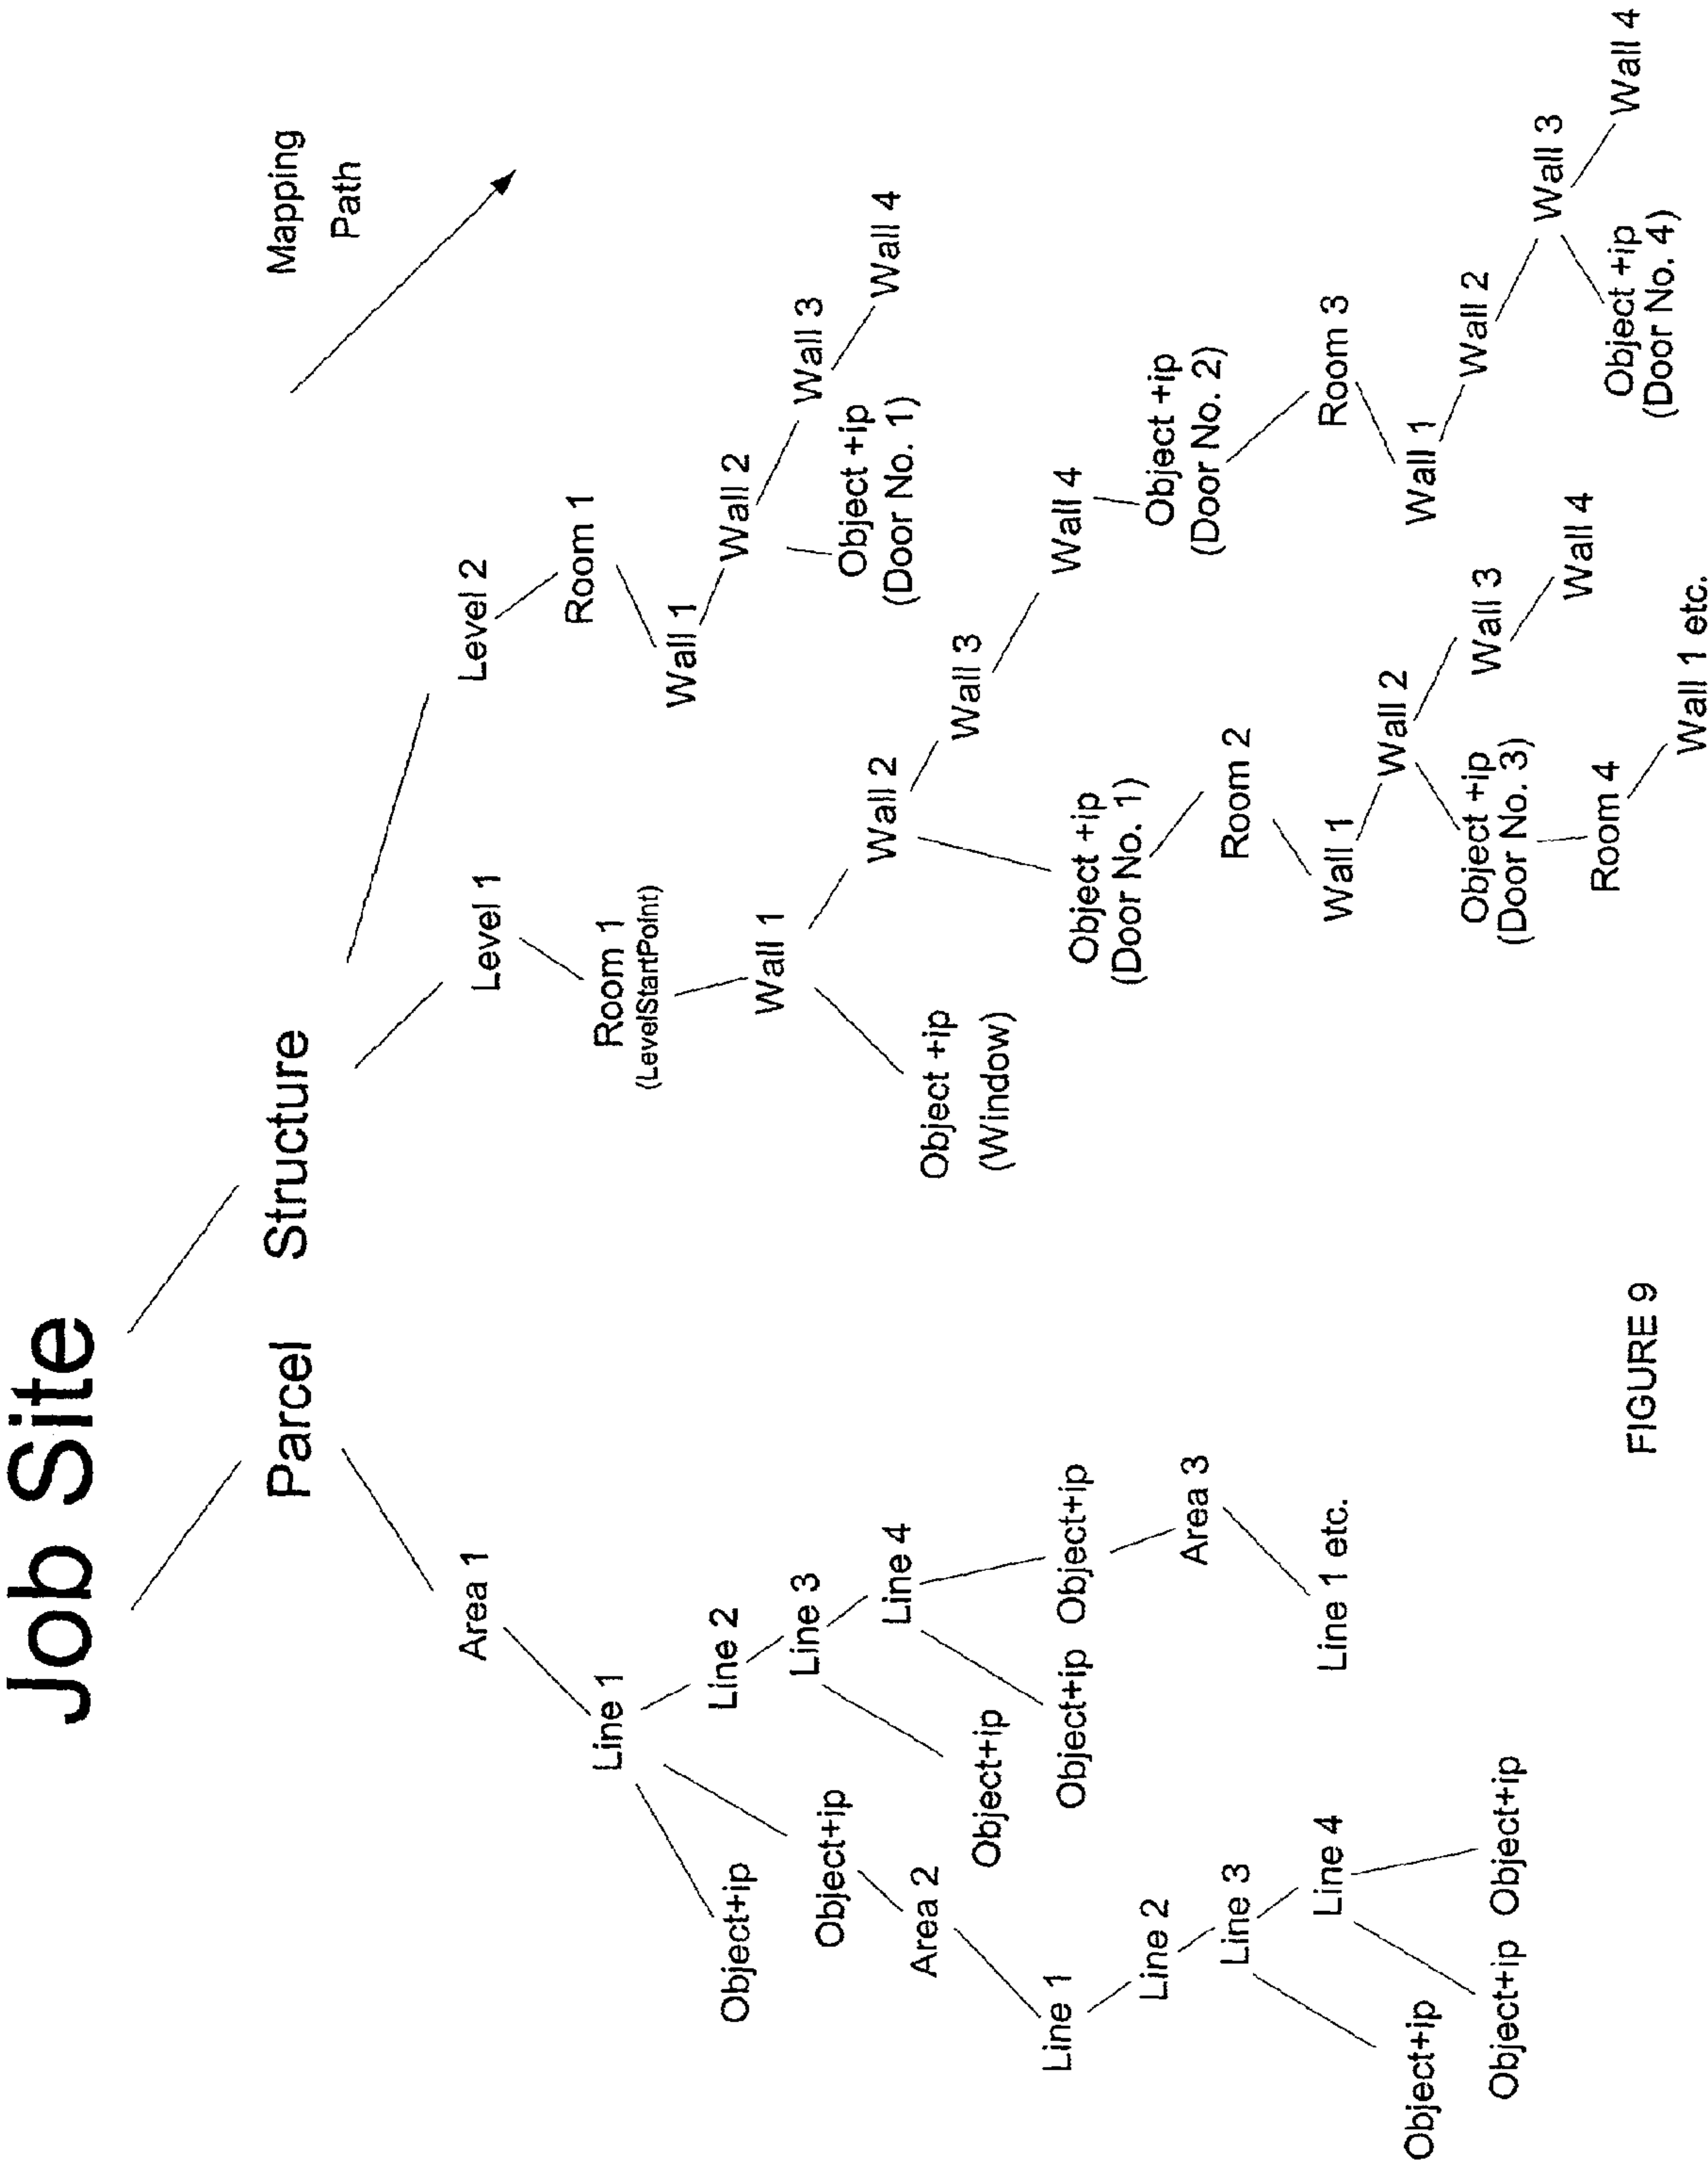 Job Site
Mapping
Path
Parcel
Structure
Area 1
Level 1
Level 2
Line 1
Room 1
(LevelStartPoint)
Room 1
Object+ip
Line 2
Wall 1
Wall 1
Wall 2
Object+ip
Line 3
Object +ip
(Window)
Wall 2
Object +ip
(Door No. 1)
Wall 3
Area 2
Line 4
Wall 3
Wall 4
Object+ip
Line 1
Object+ip
Object+ip
Object +ip
(Door No. 1)
Wall 4
Line 2
Area 3
Room 2
Object +ip
(Door No. 2)
Line 3
Line 4
Line 1 etc.
Wall 1
Room 3
Object+ip
Wall 2
Wall 1
Object+ip
Object+ip
Object +ip
(Door No. 3)
Wall 3
Wall 2
Room 4
Wall 4
Wall 3
Wall 1 etc.
Object +ip
(Door No. 4)
Wall 4
FIGURE 9